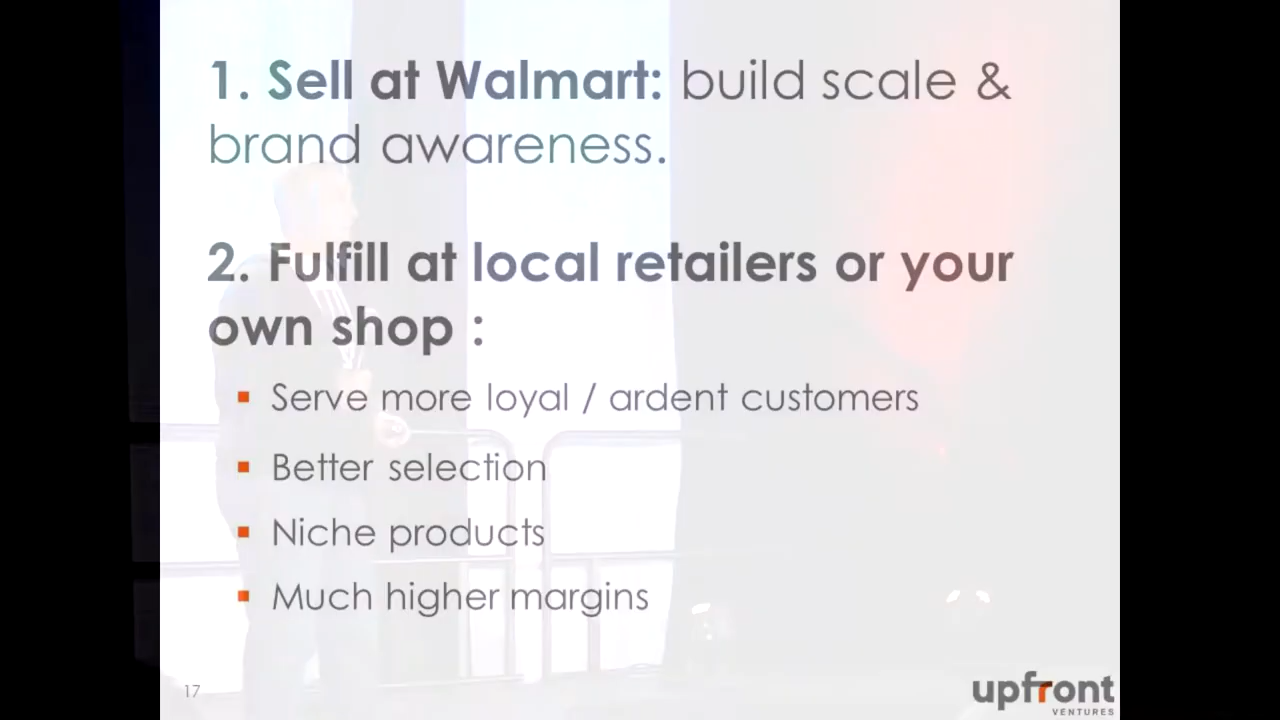 1. Sell at Walmart: build scale &
brand awareness.
2. Fulfill at local retailers or your
own shop :
▪ Serve more loyal / ardent customers
▪ Better selection
▪ Niche products
▪ Much higher margins
17
upfront
VENTURES